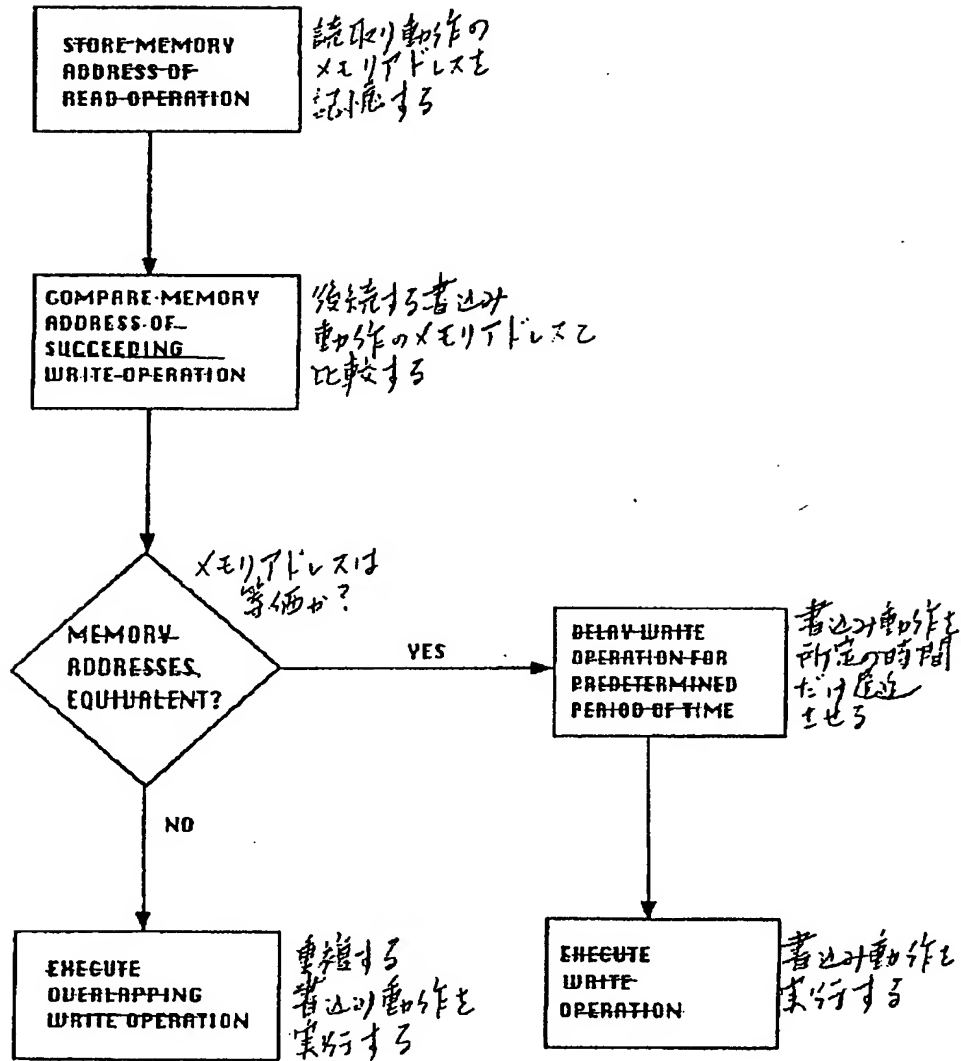 STORE MEMORY
ADDRESS OF
READ OPERATION
読取り動作の
メモリアドレスを
記憶する
COMPARE MEMORY
ADDRESS OF
SUCCEEDING
WRITE OPERATION
後続する書込み
動作のメモリアドレスと
比較する
メモリアドレスは
等価か?
MEMORY
ADDRESSES
EQUIVALENT?
YES
DELAY WRITE
OPERATION FOR
PREDETERMINED
PERIOD OF TIME
書込み動作を
所定の時間
だけ遅延
させる
NO
EXECUTE
OVERLAPPING
WRITE OPERATION
重複する
書込み動作を
実行する
EXECUTE
WRITE
OPERATION
書込み動作を
実行する